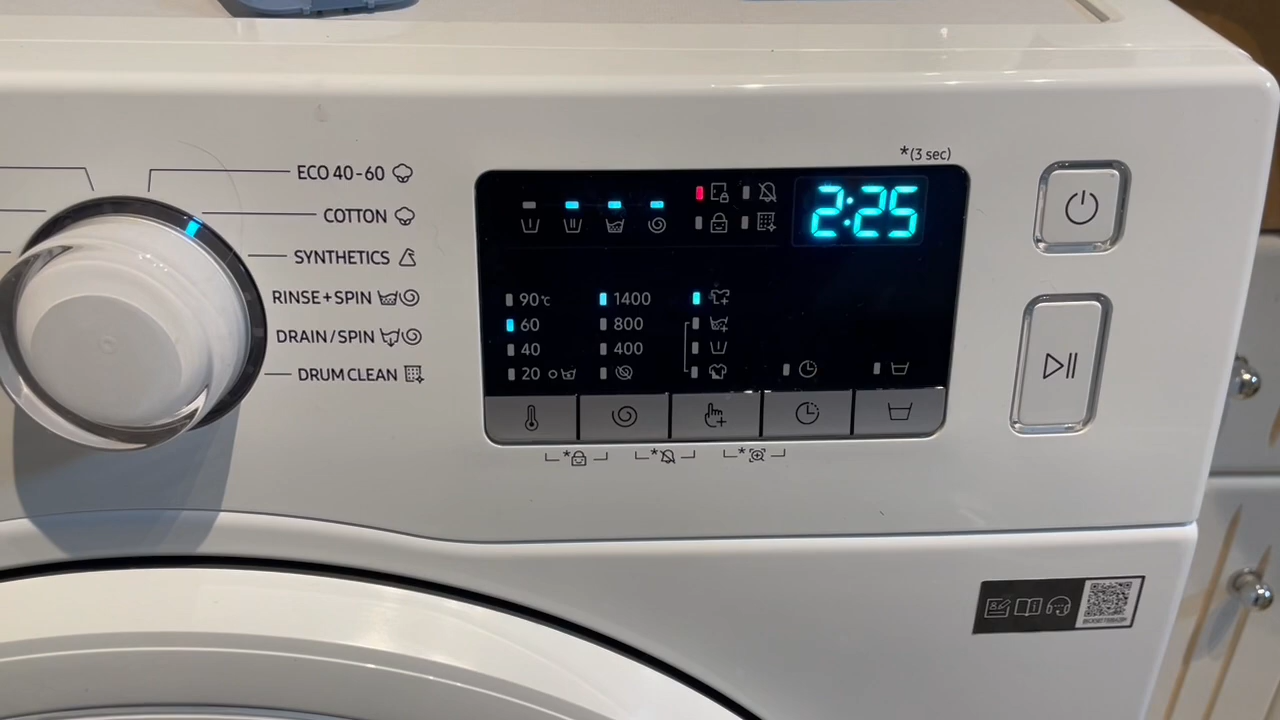 *(3 sec)
ECO 40-60
COTTON
SYNTHETICS
RINSE+SPIN
DRAIN/SPIN
DRUM CLEAN
2:25
90°c 1400
60 800
40 400
20
*
*
*